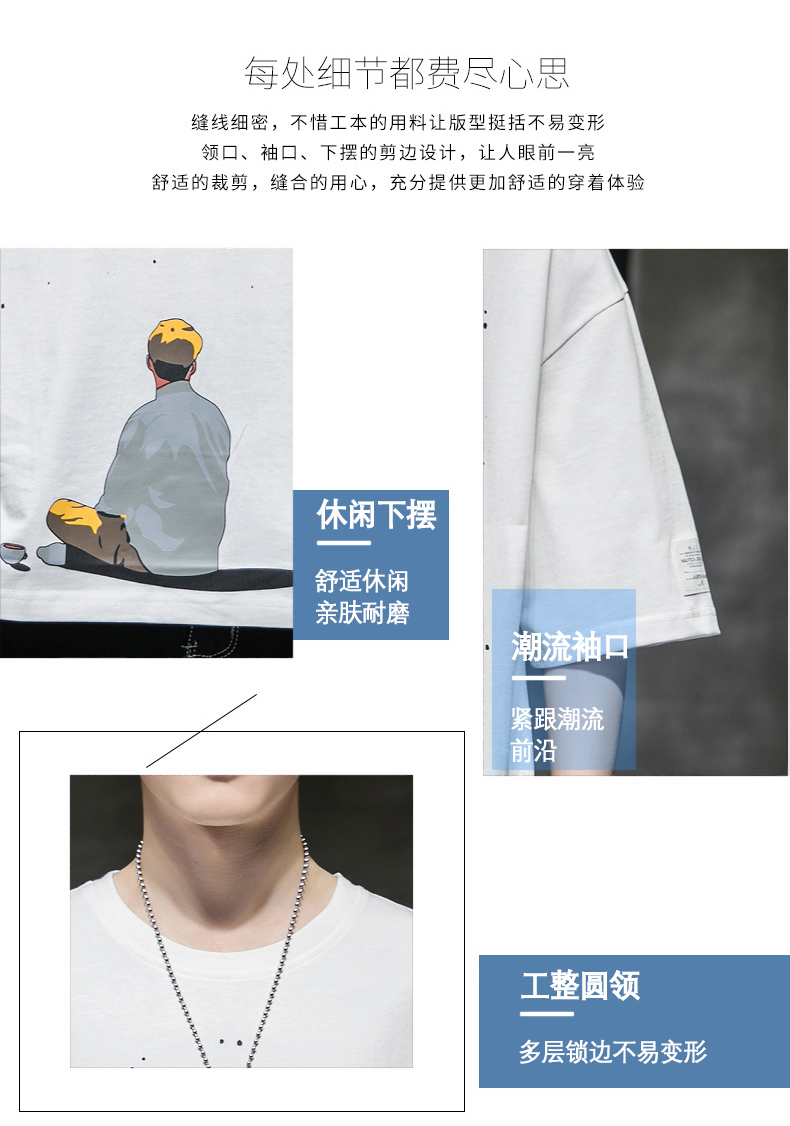 每处细节都费尽心思
缝线细密，不惜工本的用料让版型挺括不易变形
领口、袖口、下摆的剪边设计，让人眼前一亮
舒适的裁剪，缝合的用心，充分提供更加舒适的穿着体验
休闲下摆
舒适休闲
亲肤耐磨
潮流袖口
紧跟潮流
前沿
工整圆领
多层锁边不易变形